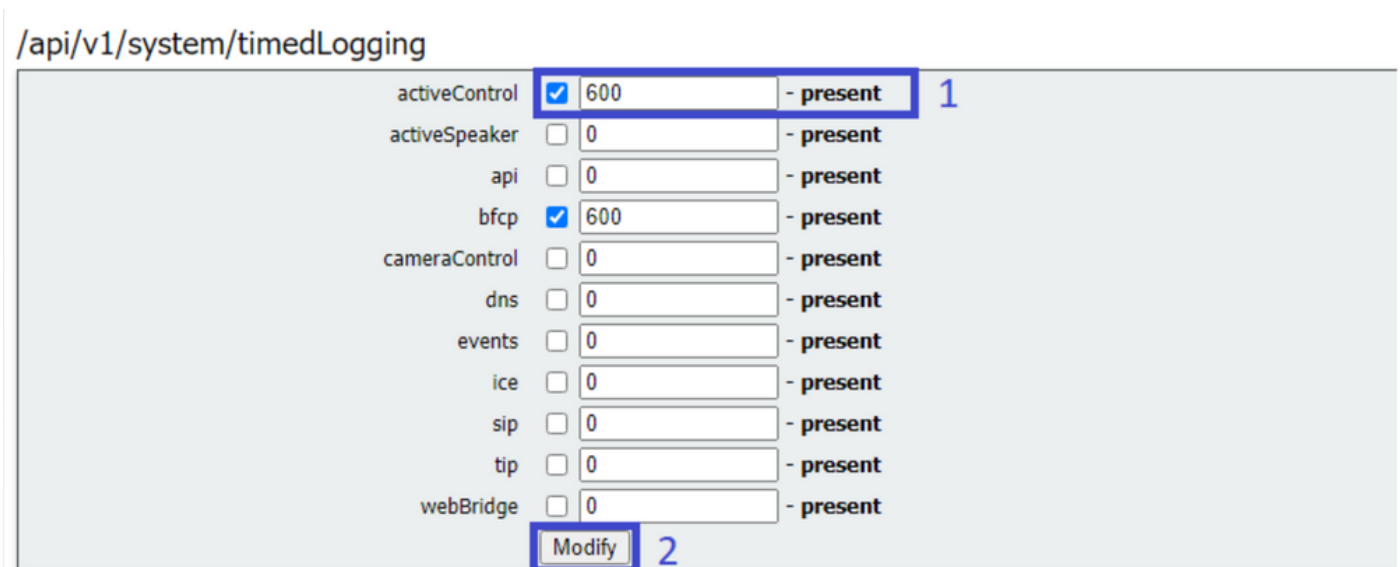 /api/v1/system/timedLogging
activeControl 600 - present 1
activeSpeaker 0 - present
api 0 - present
bfcp 600 - present
cameraControl 0 - present
dns 0 - present
events 0 - present
ice 0 - present
sip 0 - present
tip 0 - present
webBridge 0 - present
Modify 2